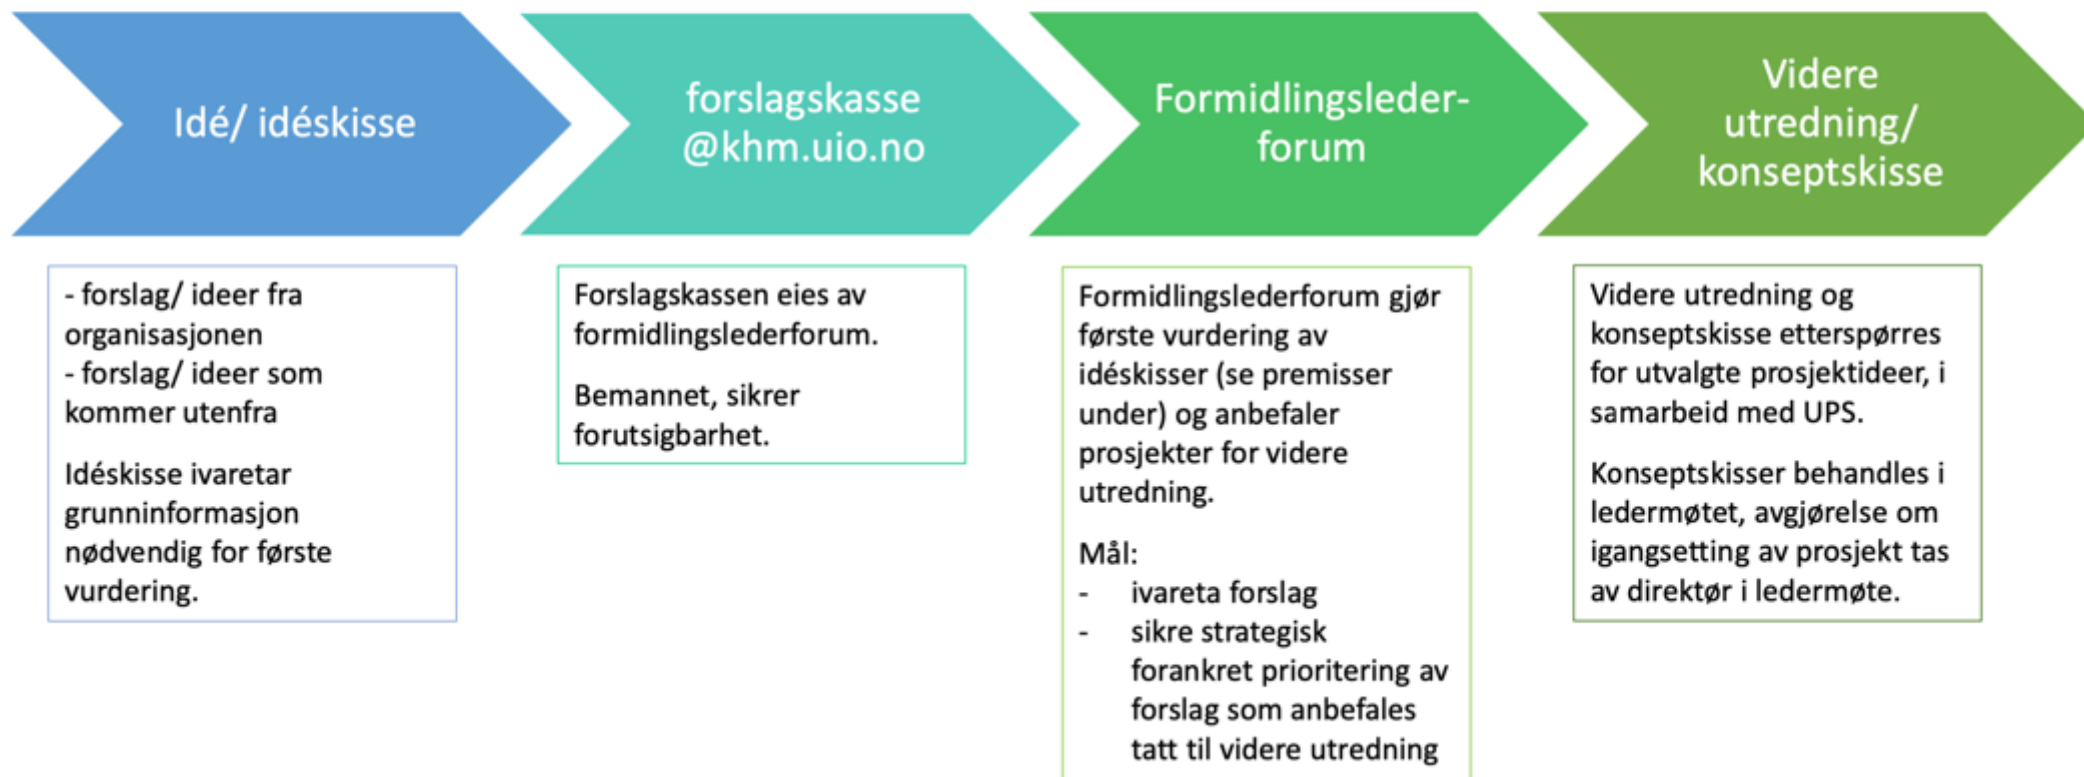 Idé/ idéskisse
forslagskasse
@khm.uio.no
Formidlingsleder-
forum
Videre
utredning/
konseptskisse
- forslag/ ideer fra
organisasjonen
- forslag/ ideer som
kommer utenfra
Idéskisse ivaretar
grunninformasjon
nødvendig for første
vurdering.
Forslagskassen eies av
formidlingslederforum.
Bemannet, sikrer
forutsigbarhet.
Formidlingslederforum gjør
første vurdering av
idéskisser (se premisser
under) og anbefaler
prosjekter for videre
utredning.
Mål:
- ivareta forslag
- sikre strategisk
forankret prioritering av
forslag som anbefales
tatt til videre utredning
Videre utredning og
konseptskisse etterspørres
for utvalgte prosjektideer, i
samarbeid med UPS.
Konseptskisser behandles i
ledermøtet, avgjørelse om
igangsetting av prosjekt tas
av direktør i ledermøte.